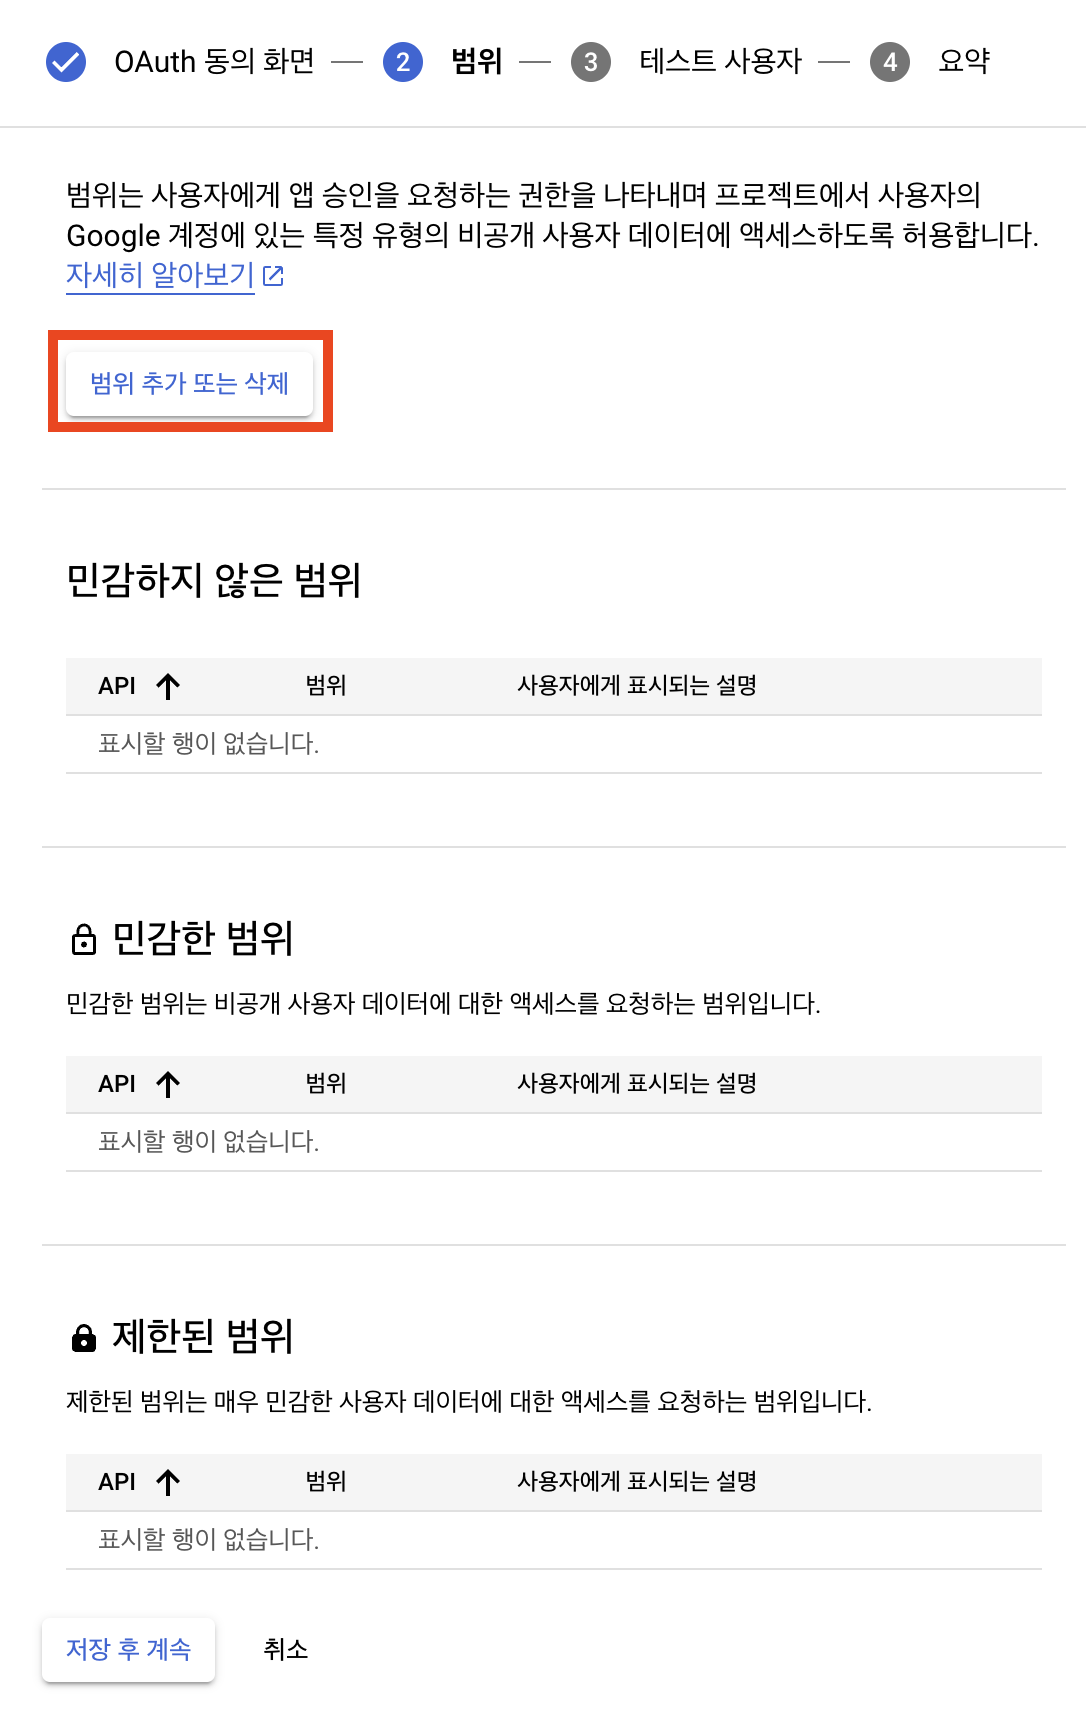 OAuth 동의 화면 2 범위 3 테스트 사용자 4 요약
범위는 사용자에게 앱 승인을 요청하는 권한을 나타내며 프로젝트에서 사용자의
Google 계정에 있는 특정 유형의 비공개 사용자 데이터에 액세스하도록 허용합니다.
자세히 알아보기
범위 추가 또는 삭제
민감하지 않은 범위
API 범위 사용자에게 표시되는 설명
표시할 행이 없습니다.
민감한 범위
민감한 범위는 비공개 사용자 데이터에 대한 액세스를 요청하는 범위입니다.
API 범위 사용자에게 표시되는 설명
표시할 행이 없습니다.
제한된 범위
제한된 범위는 매우 민감한 사용자 데이터에 대한 액세스를 요청하는 범위입니다.
API 범위 사용자에게 표시되는 설명
표시할 행이 없습니다.
저장 후 계속 취소